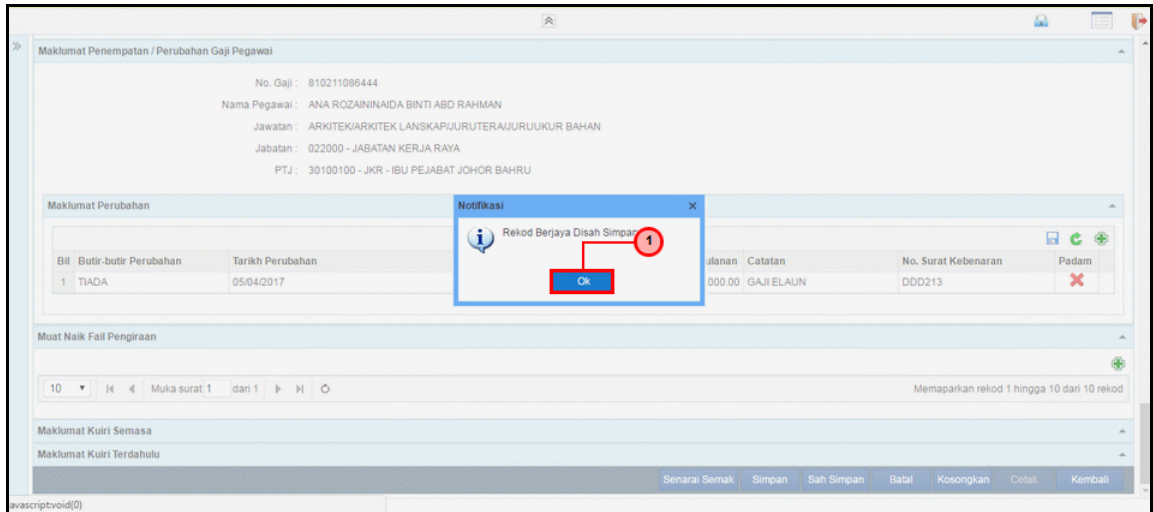 Maklumat Penempatan / Perubahan Gaji Pegawai
No. Gaji : 810211086444
Nama Pegawai : ANA ROZAININAIDA BINTI ABD RAHMAN
Jawatan : ARKITEK/ARKITEK LANSKAP/JURUTERA/JURUUKUR BAHAN
Jabatan : 022000 - JABATAN KERJA RAYA
PTJ : 30100100 - JKR - IBU PEJABAT JOHOR BAHRU
Maklumat Perubahan
Notifikasi x
Rekod Berjaya Disah Simpan
1
Ok
Bil Butir-butir Perubahan Tarikh Perubahan ulanan Catatan No. Surat Kebenaran Padam
1 TIADA 05/04/2017 000.00 GAJI ELAUN DDD213
Muat Naik Fail Pengiraan
10 Muka surat 1 dari 1 Memaparkan rekod 1 hingga 10 dari 10 rekod
Maklumat Kuiri Semasa
Maklumat Kuiri Terdahulu
Senarai Semak Simpan Sah Simpan Batal Kosongkan Cetak Kembali
avascript:void(0)